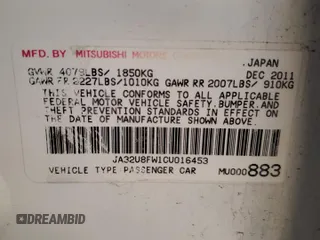 MFD. BY MITSUBISHI MOTORS
JAPAN
GVWR 4079LBS/ 1850KG
DEC 2011
GAWR FR 2227LBS/1010KG GAWR RR 2007LBS/ 910KG
THIS VEHICLE CONFORMS TO ALL APPLICABLE
FEDERAL MOTOR VEHICLE SAFETY, BUMPER, AND
THEFT PREVENTION STANDARDS IN EFFECT ON
THE DATE OF MANUFACTURE SHOWN ABOVE.
JA32U8FW1CU016453
VEHICLE TYPE PASSENGER CAR
MU000883
DREAMBID